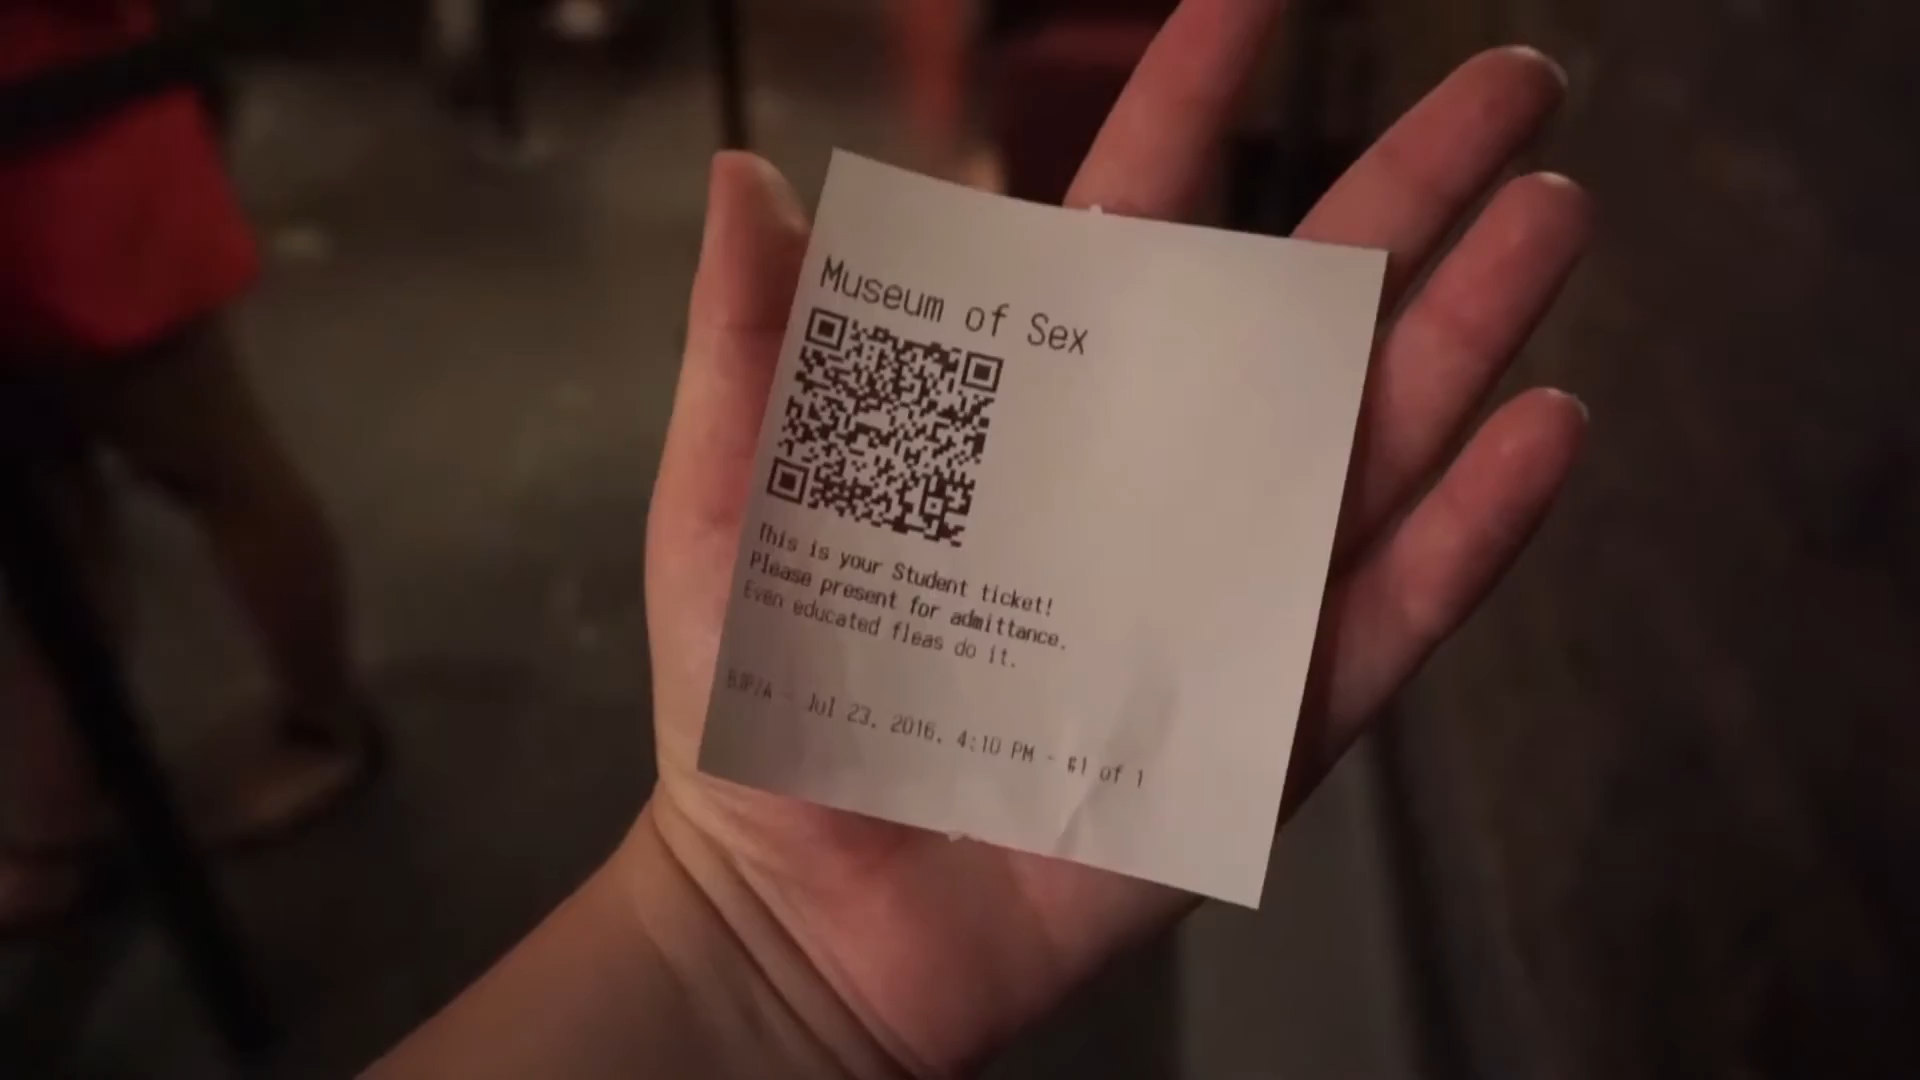 Museum of Sex
This is your Student ticket!
Please present for admittance.
Even educated fleas do it.
- Jul 23, 2016, 4:10 PM - #1 of 1